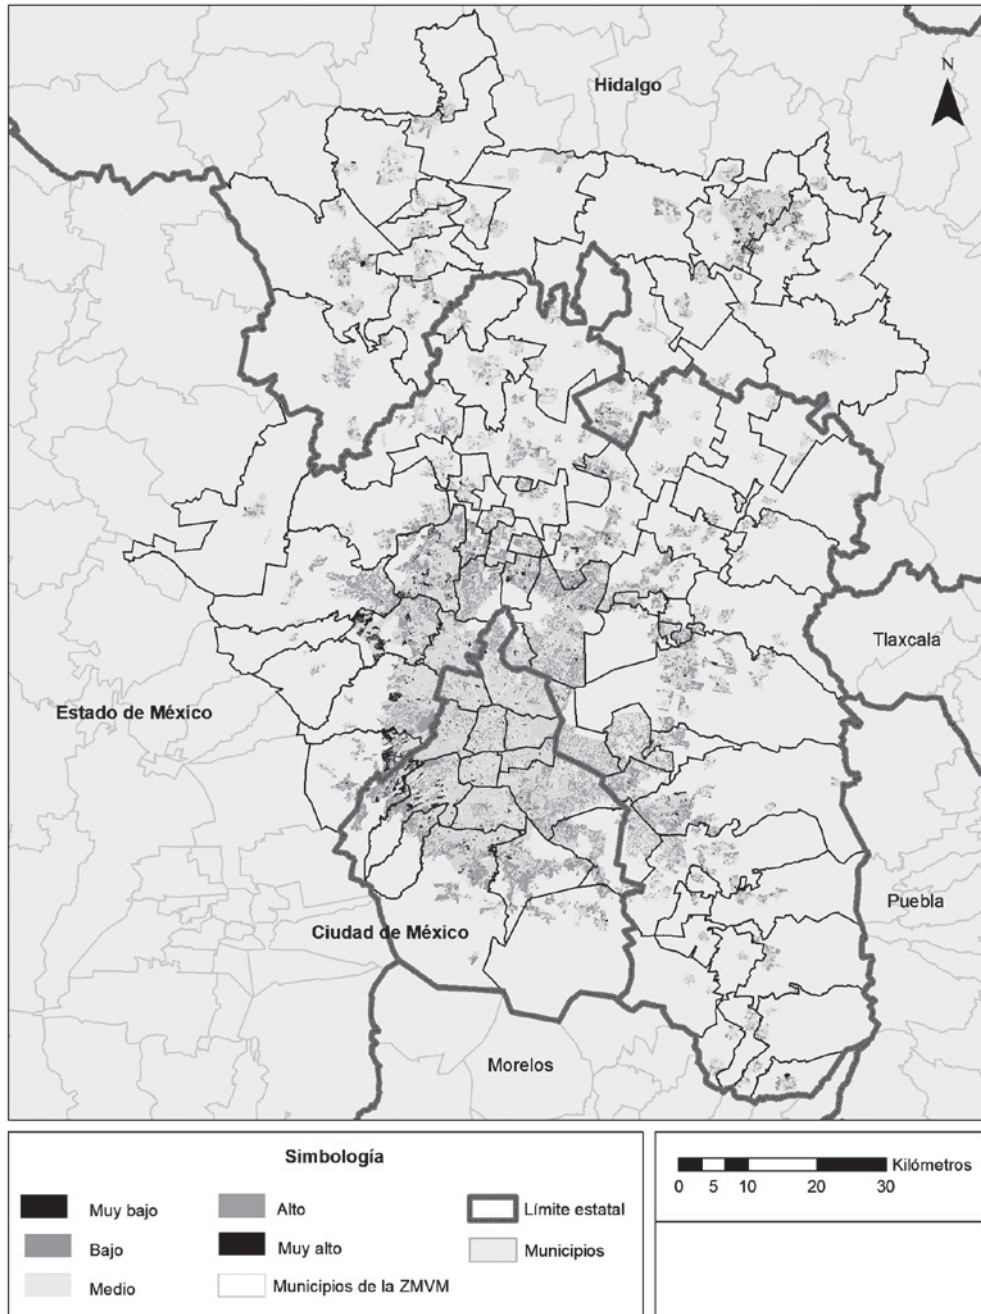 Hidalgo
N
Tlaxcala
Estado de México
Puebla
Ciudad de México
Morelos
Simbología
Muy bajo
Alto
Límite estatal
Bajo
Muy alto
Municipios
Medio
Municipios de la ZMVM
Kilómetros
0 5 10 20 30